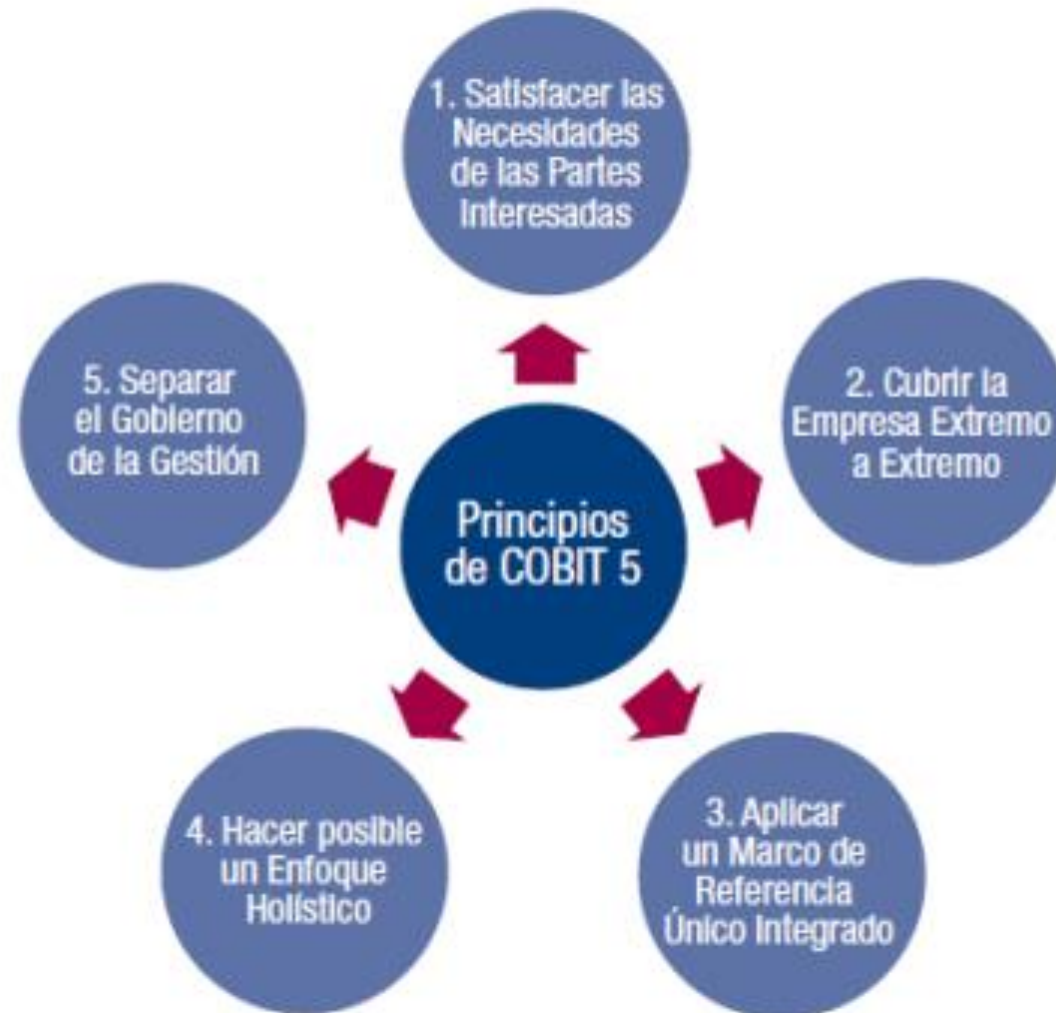 1. Satisfacer las
Necesidades
de las Partes
Interesadas
5. Separar
el Gobierno
de la Gestión
2. Cubrir la
Empresa Extremo
a Extremo
Principios
de COBIT 5
4. Hacer posible
un Enfoque
Holístico
3. Aplicar
un Marco de
Referencia
Único Integrado